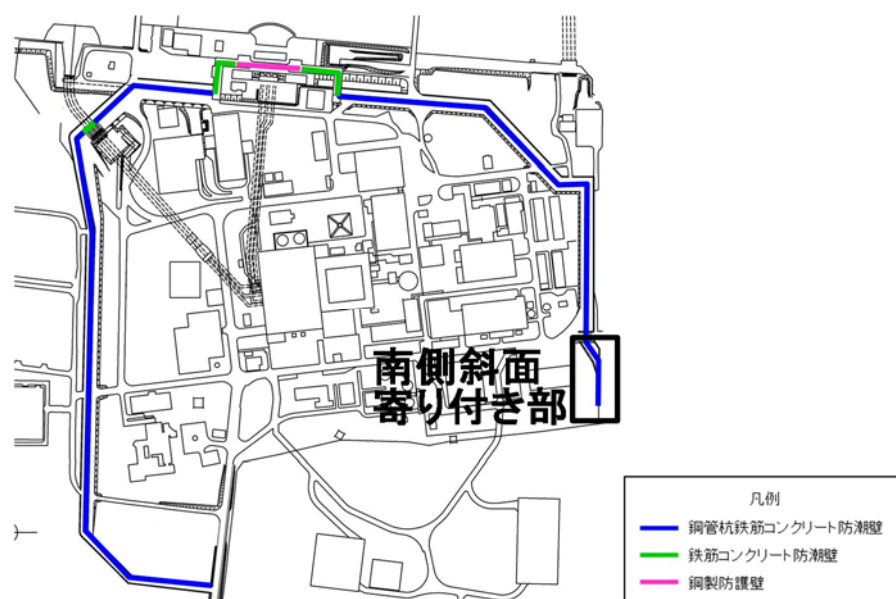 南側斜面
寄り付き部
凡例
鋼管杭鉄筋コンクリート防潮壁
鉄筋コンクリート防潮壁
鋼製防護壁